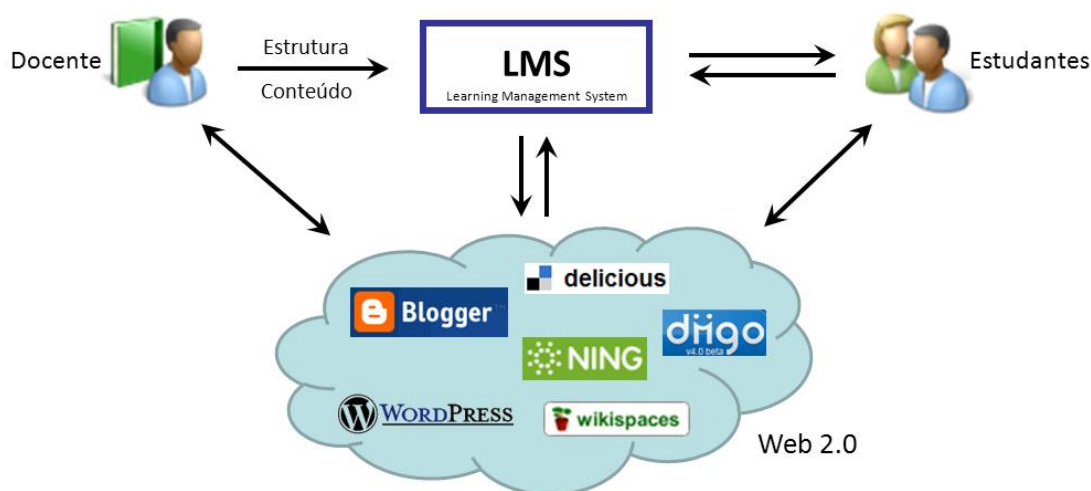 Docente
Estrutura
Conteúdo
LMS
Learning Management System
Estudantes
delicious
Blogger™
diigo
v4.0 beta
NING
WORDPRESS
wikispaces
Web 2.0